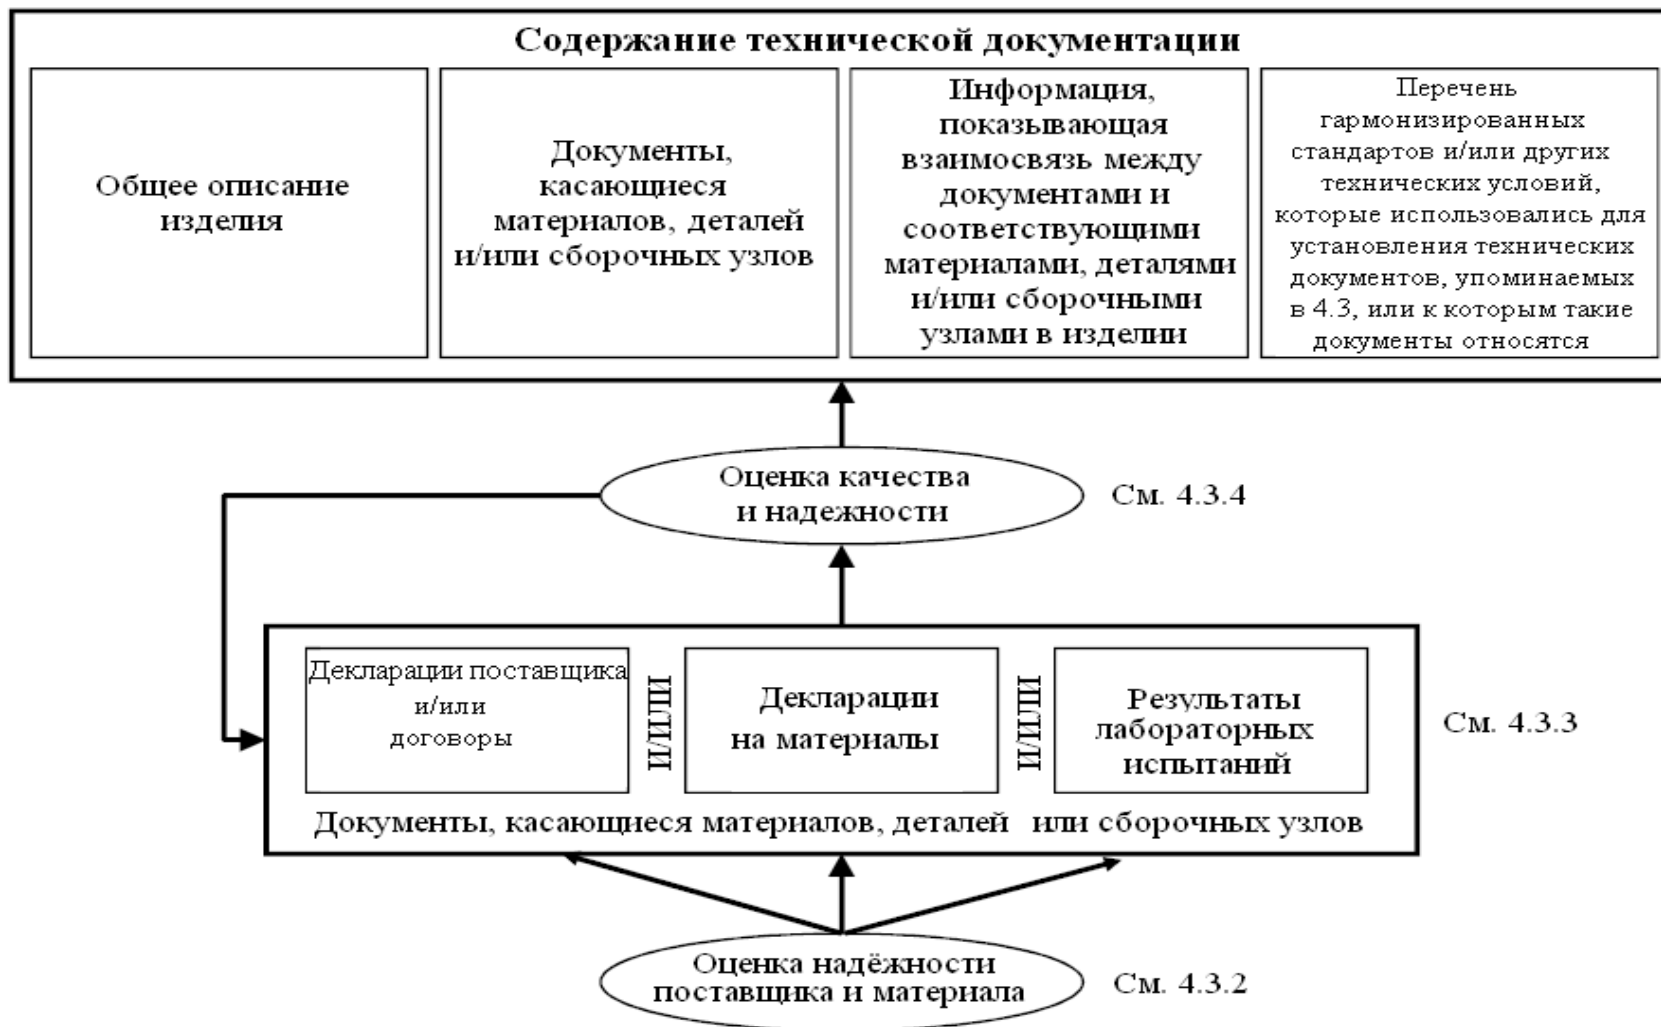 Содержание технической документации
Общее описание
изделия
Документы,
касающиеся
материалов, деталей
и/или сборочных узлов
Информация,
показывающая
взаимосвязь между
документами и
соответствующими
материалами, деталями
и/или сборочными
узлами в изделии
Перечень
гармонизированных
стандартов и/или других
технических условий,
которые использовались для
установления технических
документов, упоминаемых
в 4.3, или к которым такие
документы относятся
Оценка качества
и надежности
См. 4.3.4
Декларации поставщика
и/или
договоры
И/ИЛИ
Декларации
на материалы
И/ИЛИ
Результаты
лабораторных
испытаний
См. 4.3.3
Документы, касающиеся материалов, деталей или сборочных узлов
Оценка надёжности
поставщика и материала
См. 4.3.2